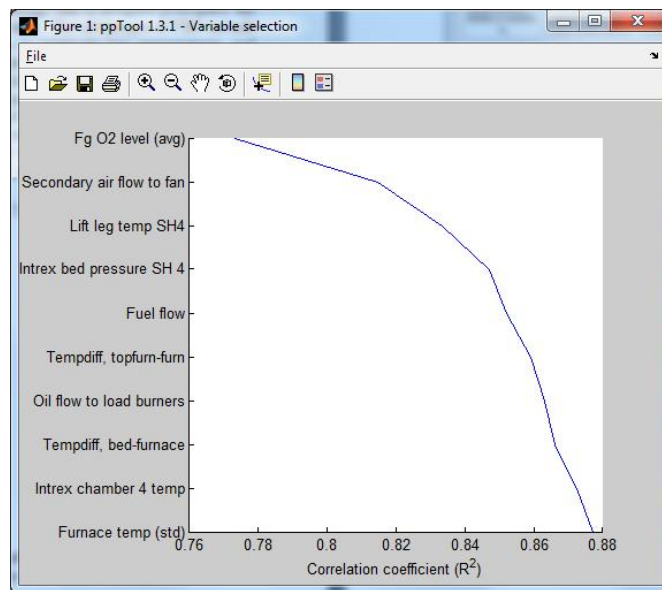 Figure 1: ppTool 1.3.1 - Variable selection
File
Fg O2 level (avg)
Secondary air flow to fan
Lift leg temp SH4
Intrex bed pressure SH 4
Fuel flow
Tempdiff, topfurn-furn
Oil flow to load burners
Tempdiff, bed-furnace
Intrex chamber 4 temp
Furnace temp (std)
0.76 0.78 0.8 0.82 0.84 0.86 0.88
Correlation coefficient (R²)